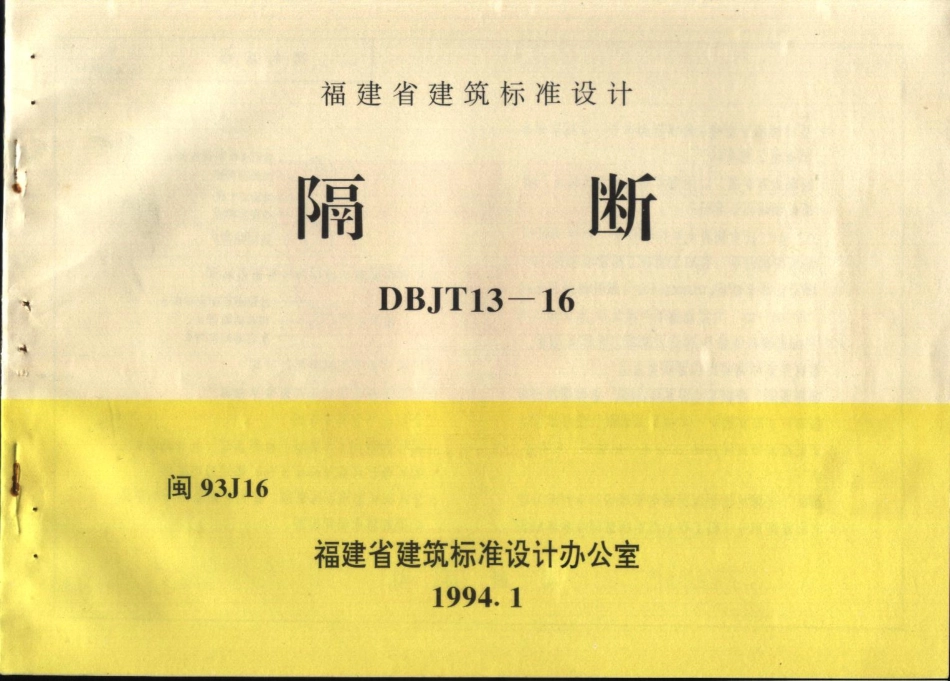 福建省建筑标准设计
隔断
DBJT13—16
闽 93J16
福建省建筑标准设计办公室
1994.1